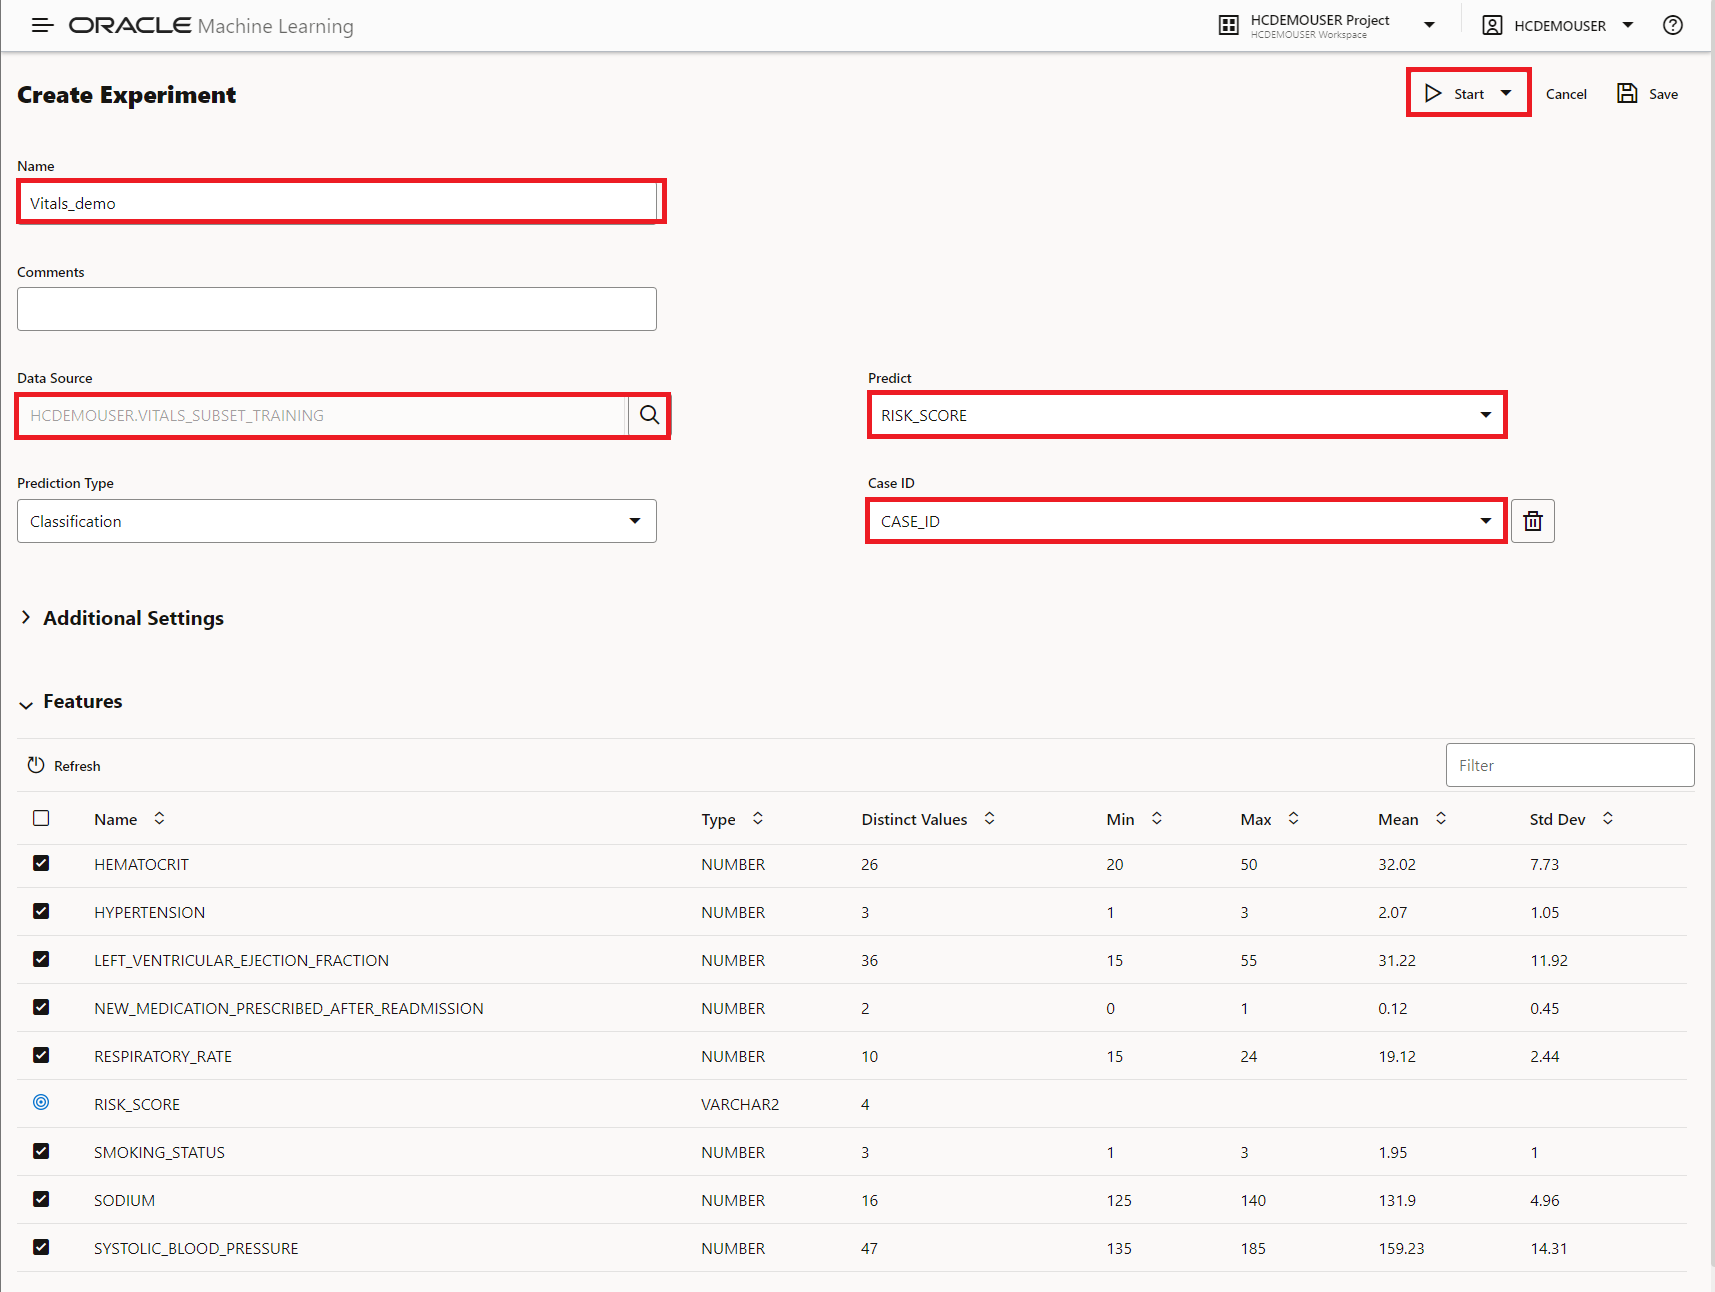 ORACLE Machine Learning
HCDEMOUSER Project
HCDEMOUSER Workspace
HCDEMOUSER
Create Experiment
Start
Cancel
Save
Name
Vitals_demo
Comments
Data Source
Predict
HCDEMOUSER.VITALS_SUBSET_TRAINING
RISK_SCORE
Prediction Type
Case ID
Classification
CASE_ID
Additional Settings
Features
Refresh
Filter
Name Type Distinct Values Min Max Mean Std Dev
HEMATOCRIT NUMBER 26 20 50 32.02 7.73
HYPERTENSION NUMBER 3 1 3 2.07 1.05
LEFT_VENTRICULAR_EJECTION_FRACTION NUMBER 36 15 55 31.22 11.92
NEW_MEDICATION_PRESCRIBED_AFTER_READMISSION NUMBER 2 0 1 0.12 0.45
RESPIRATORY_RATE NUMBER 10 15 24 19.12 2.44
RISK_SCORE VARCHAR2 4
SMOKING_STATUS NUMBER 3 1 3 1.95 1
SODIUM NUMBER 16 125 140 131.9 4.96
SYSTOLIC_BLOOD_PRESSURE NUMBER 47 135 185 159.23 14.31